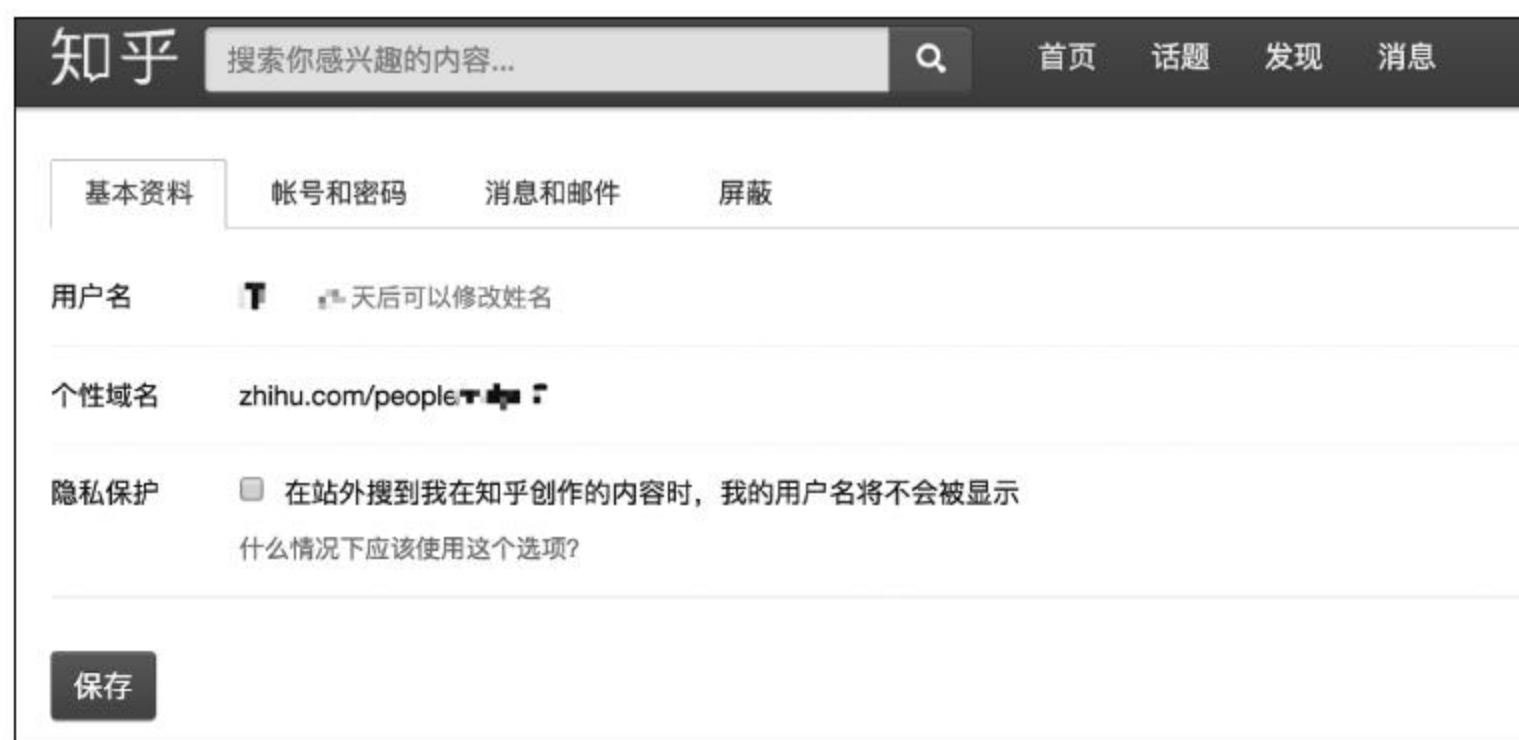 知乎 搜索你感兴趣的内容... 首页 话题 发现 消息
基本资料 帐号和密码 消息和邮件 屏蔽
用户名 天后可以修改姓名
个性域名 zhihu.com/people
隐私保护 在站外搜到我在知乎创作的内容时，我的用户名将不会被显示
什么情况下应该使用这个选项?
保存